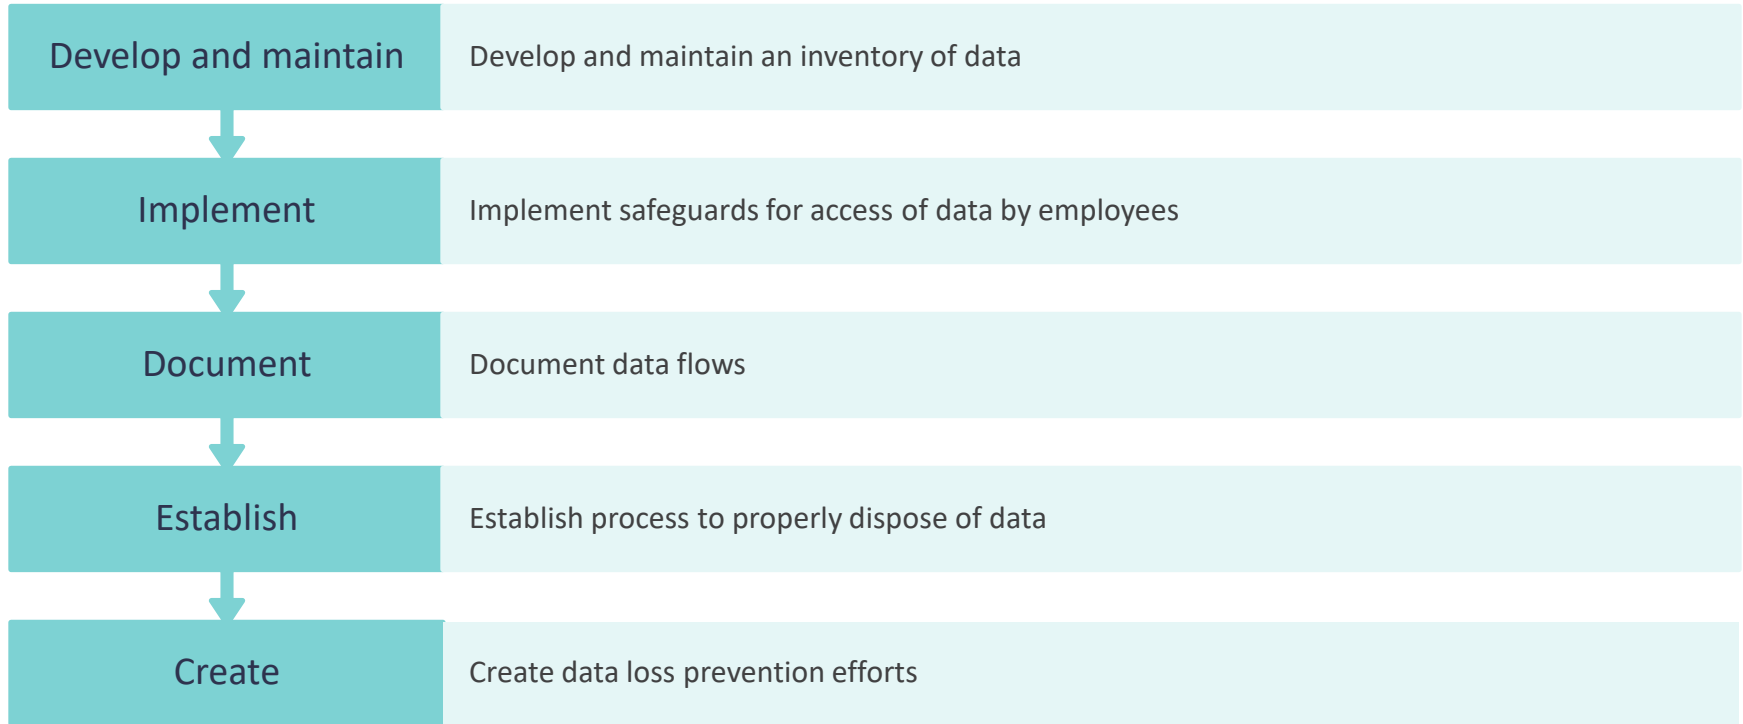 Develop and maintain
Develop and maintain an inventory of data
Implement
Implement safeguards for access of data by employees
Document
Document data flows
Establish
Establish process to properly dispose of data
Create
Create data loss prevention efforts